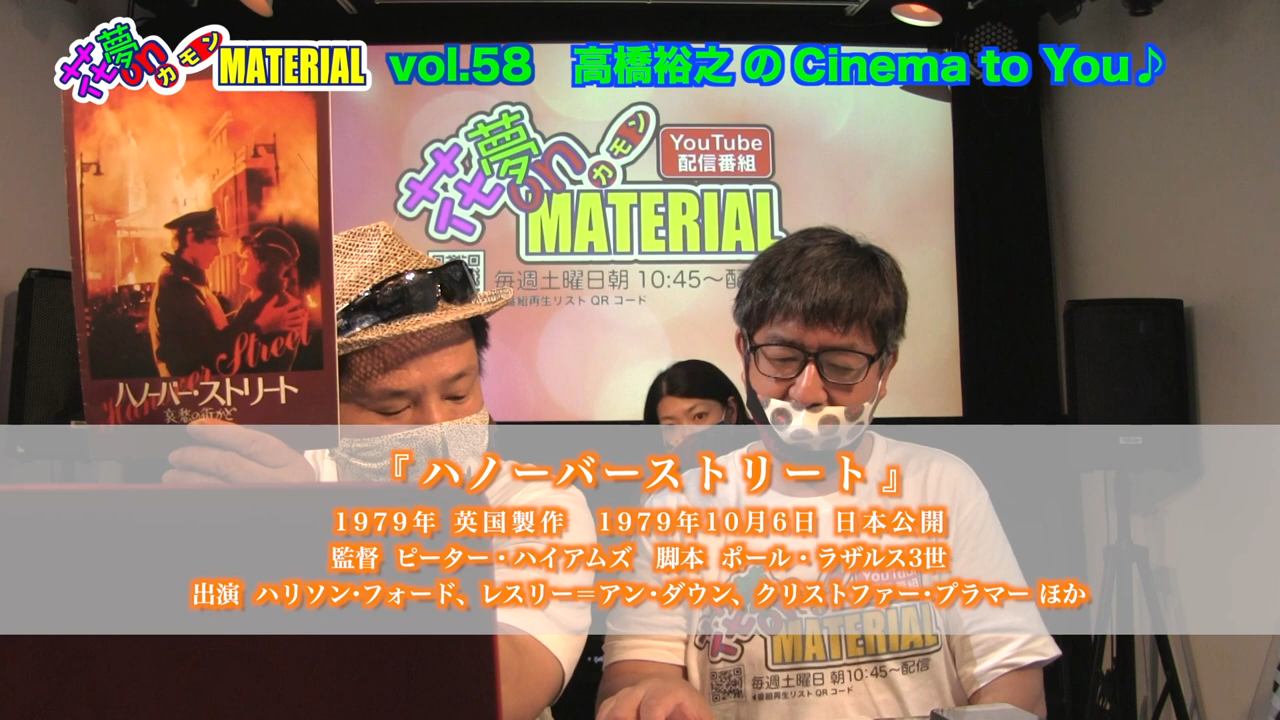 花夢onカモン MATERIAL vol.58 高橋裕之 の Cinema to You♪
花夢onカモン
YouTube
配信番組
MATERIAL
毎週土曜日朝 10:45〜配
番組再生リスト QR コード
Hanover Street
ハノーバー・ストリート
哀愁の街かど
『ハノーバーストリート』
1979年 英国製作 1979年10月6日 日本公開
監督 ピーター・ハイアムズ 脚本 ポール・ラザルス3世
出演 ハリソン・フォード、レスリー=アン・ダウン、クリストファー・プラマー ほか
YouTu
MATERIAL
毎週土曜日 朝10:45〜配信
◀番組再生リスト QR コード